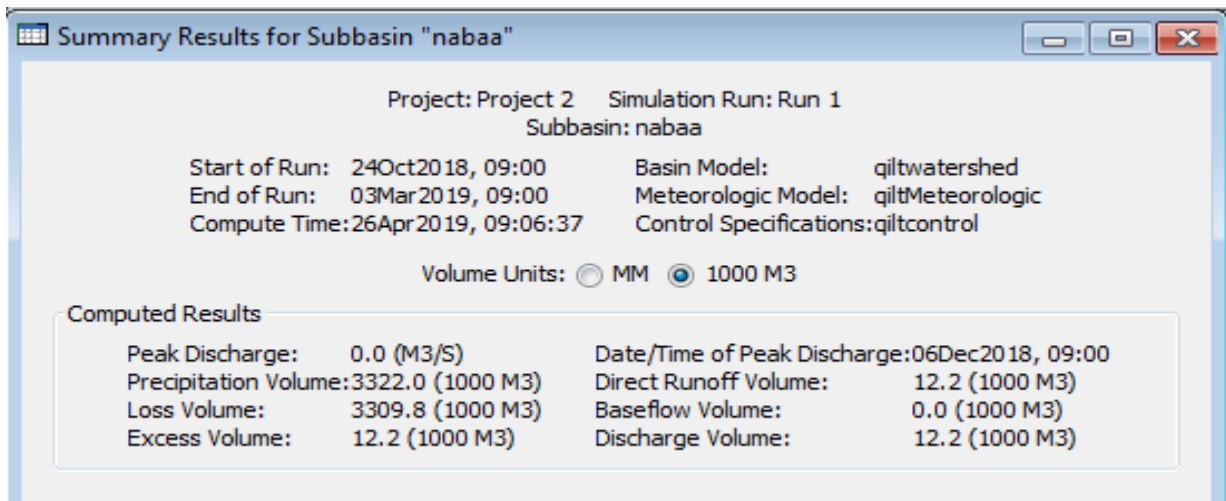 Summary Results for Subbasin "nabaa"
Project: Project 2 Simulation Run: Run 1
Subbasin: nabaa
Start of Run: 24Oct2018, 09:00 Basin Model: qiltwatershed
End of Run: 03Mar2019, 09:00 Meteorologic Model: qiltMeteorologic
Compute Time:26Apr2019, 09:06:37 Control Specifications:qiltcontrol
Volume Units: MM 1000 M3
Computed Results
Peak Discharge: 0.0 (M3/S) Date/Time of Peak Discharge:06Dec2018, 09:00
Precipitation Volume:3322.0 (1000 M3) Direct Runoff Volume: 12.2 (1000 M3)
Loss Volume: 3309.8 (1000 M3) Baseflow Volume: 0.0 (1000 M3)
Excess Volume: 12.2 (1000 M3) Discharge Volume: 12.2 (1000 M3)